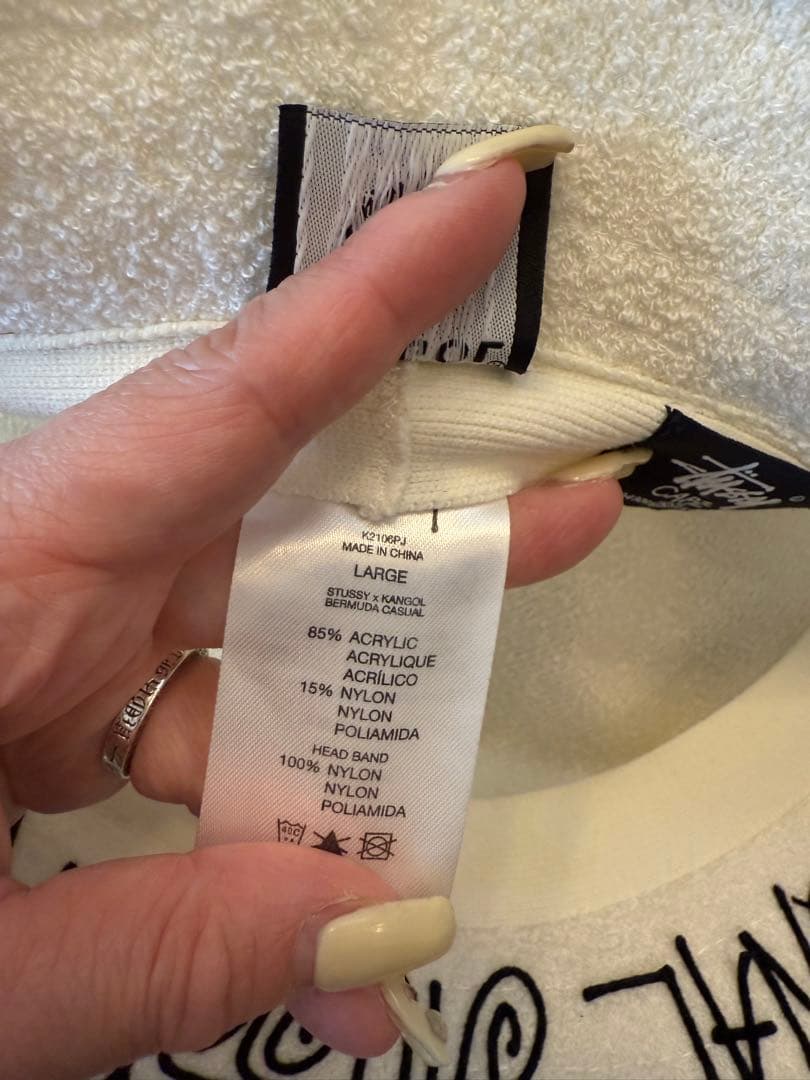 K2106PJ
MADE IN CHINA
LARGE
STUSSY x KANGOL
BERMUDA CASUAL
85% ACRYLIC
ACRYLIQUE
ACRÍLICO
15% NYLON
NYLON
POLIAMIDA
HEAD BAND
100% NYLON
NYLON
POLIAMIDA
40C